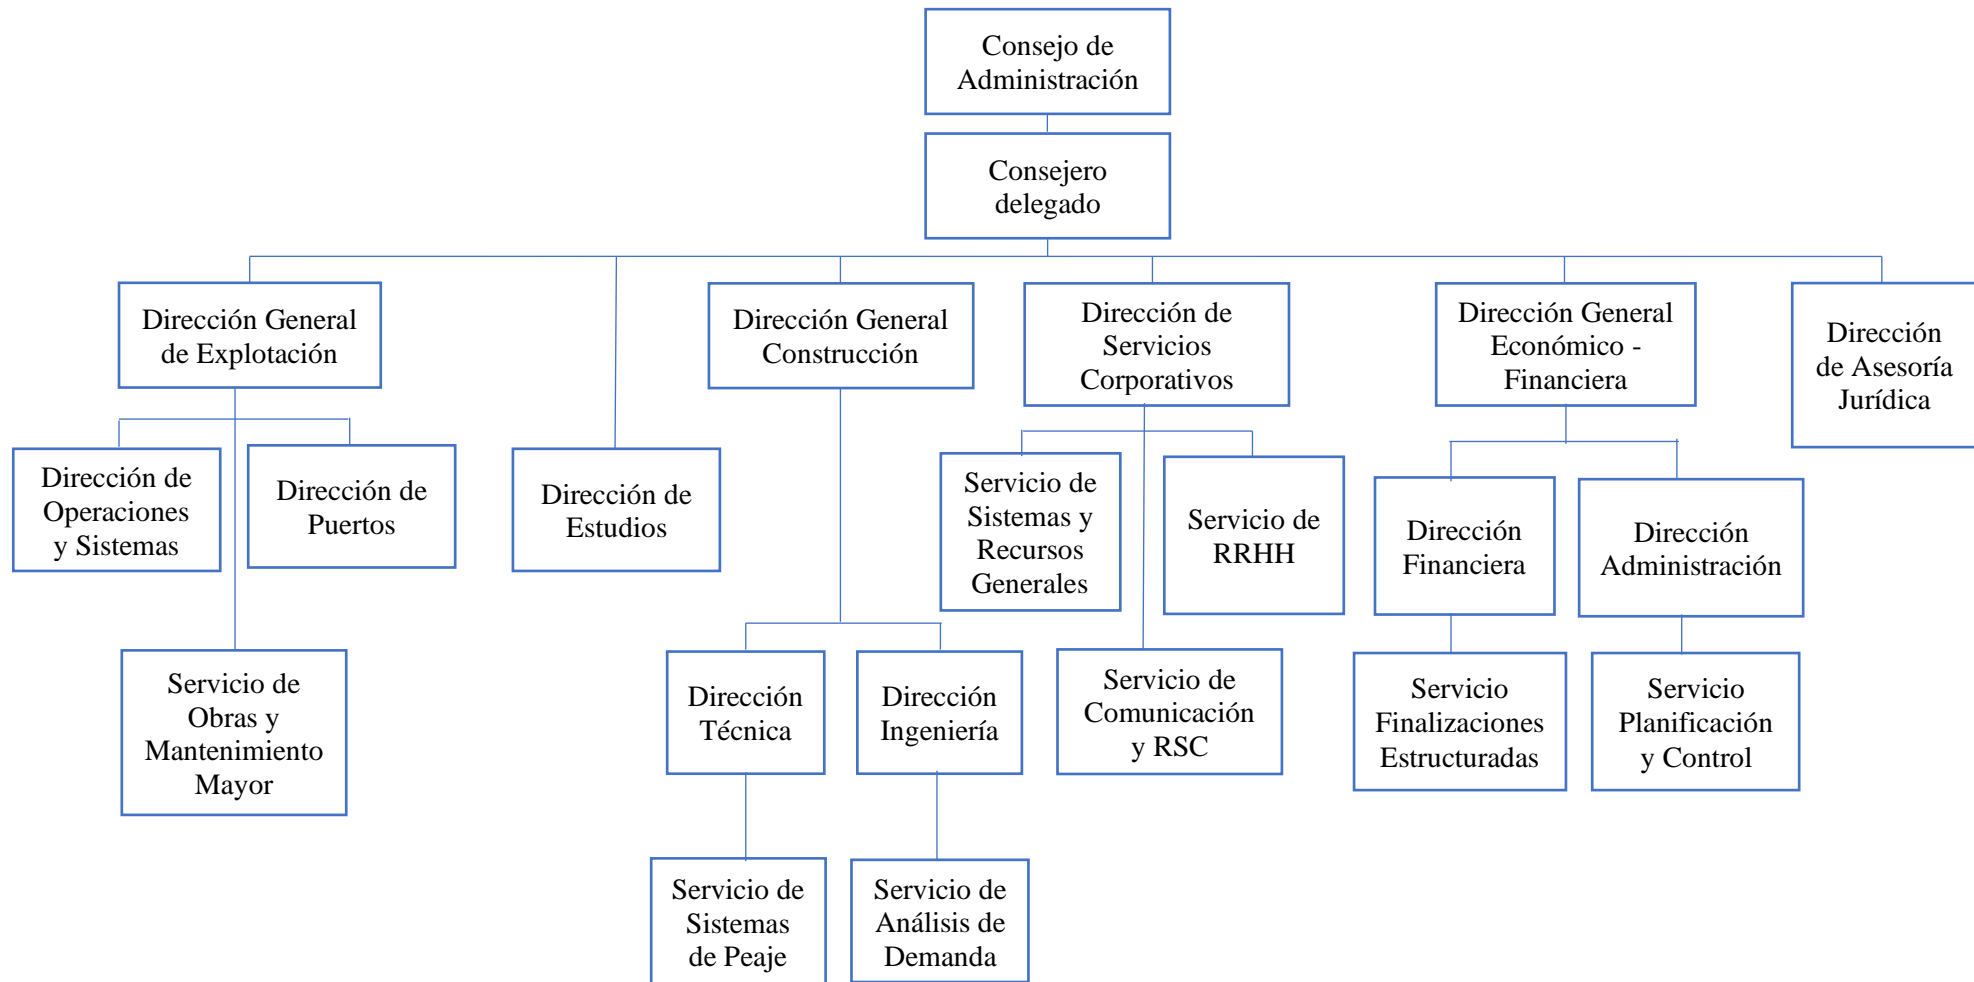 Consejo de
Administración
Consejero
delegado
Dirección General
de Explotación
Dirección General
Construcción
Dirección de
Servicios
Corporativos
Dirección General
Económico -
Financiera
Dirección
de Asesoría
Jurídica
Dirección de
Operaciones
y Sistemas
Dirección de
Puertos
Dirección de
Estudios
Servicio de
Sistemas y
Recursos
Generales
Servicio de
RRHH
Dirección
Financiera
Dirección
Administración
Servicio de
Obras y
Mantenimiento
Mayor
Dirección
Técnica
Dirección
Ingeniería
Servicio de
Comunicación
y RSC
Servicio
Finalizaciones
Estructuradas
Servicio
Planificación
y Control
Servicio de
Sistemas
de Peaje
Servicio de
Análisis de
Demanda